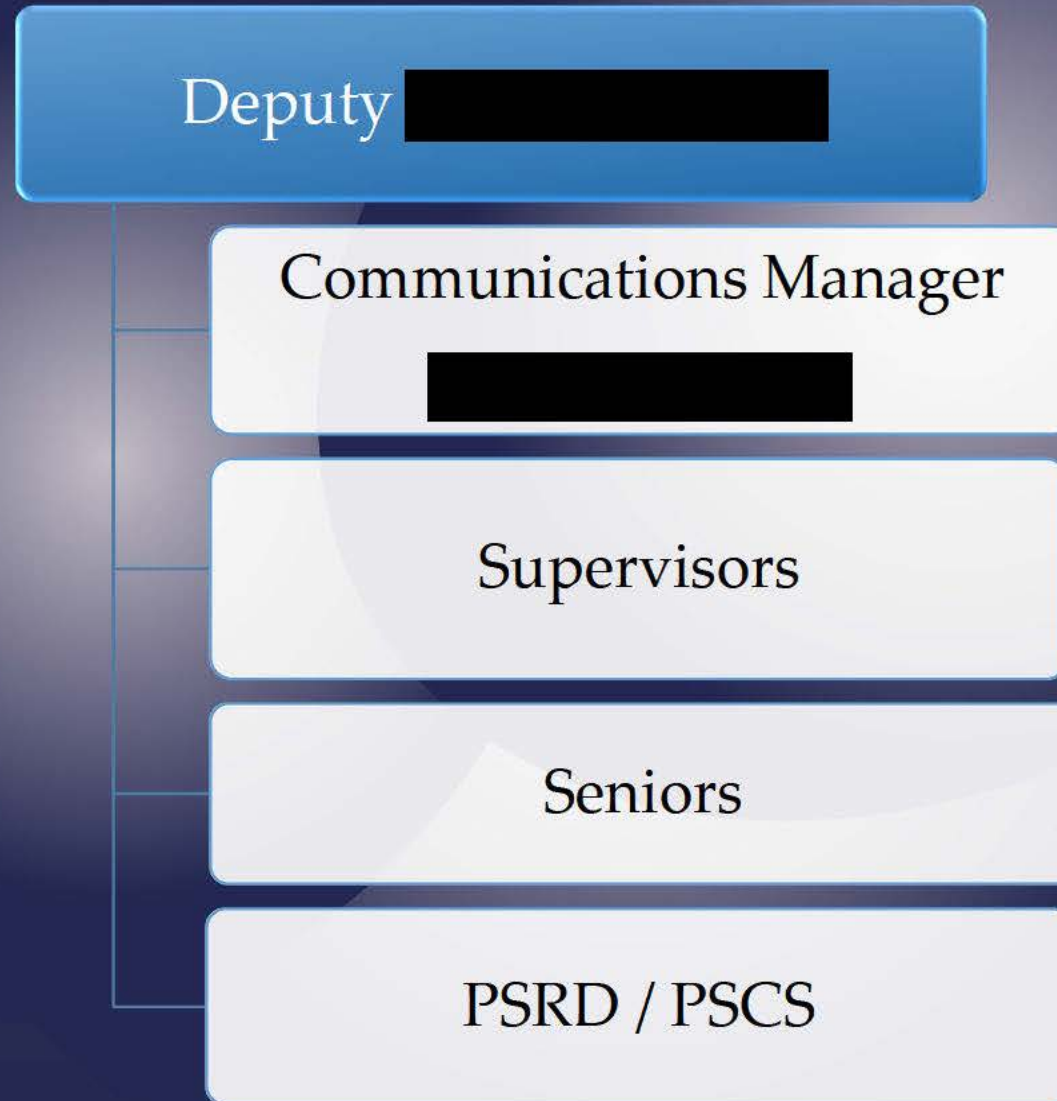 Deputy
Communications Manager
Supervisors
Seniors
PSRD / PSCS